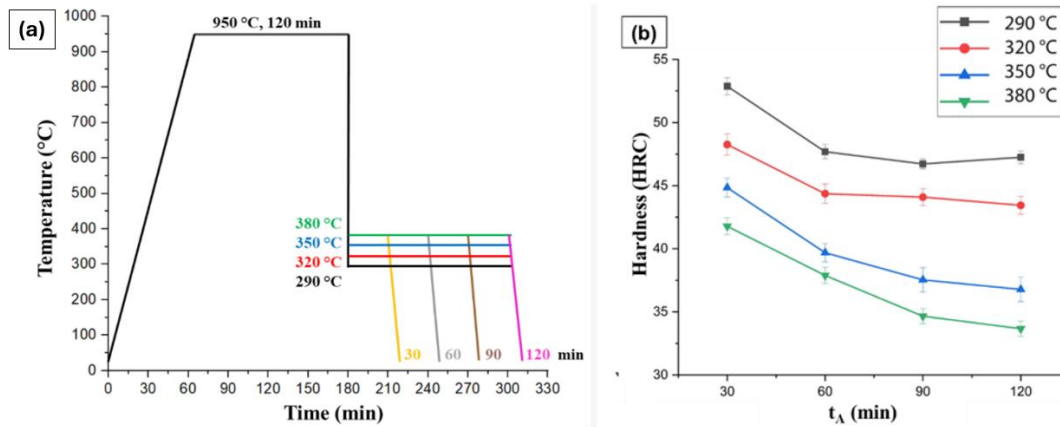 (a)
950 °C, 120 min
1000
900
800
700
600
500
400
300
200
100
0
Temperature (°C)
380 °C
350 °C
320 °C
290 °C
30
60
90
120 min
0 30 60 90 120 150 180 210 240 270 300 330
Time (min)
(b)
290 °C
320 °C
350 °C
380 °C
55
50
45
40
35
30
Hardness (HRC)
30 60 90 120
t_A (min)